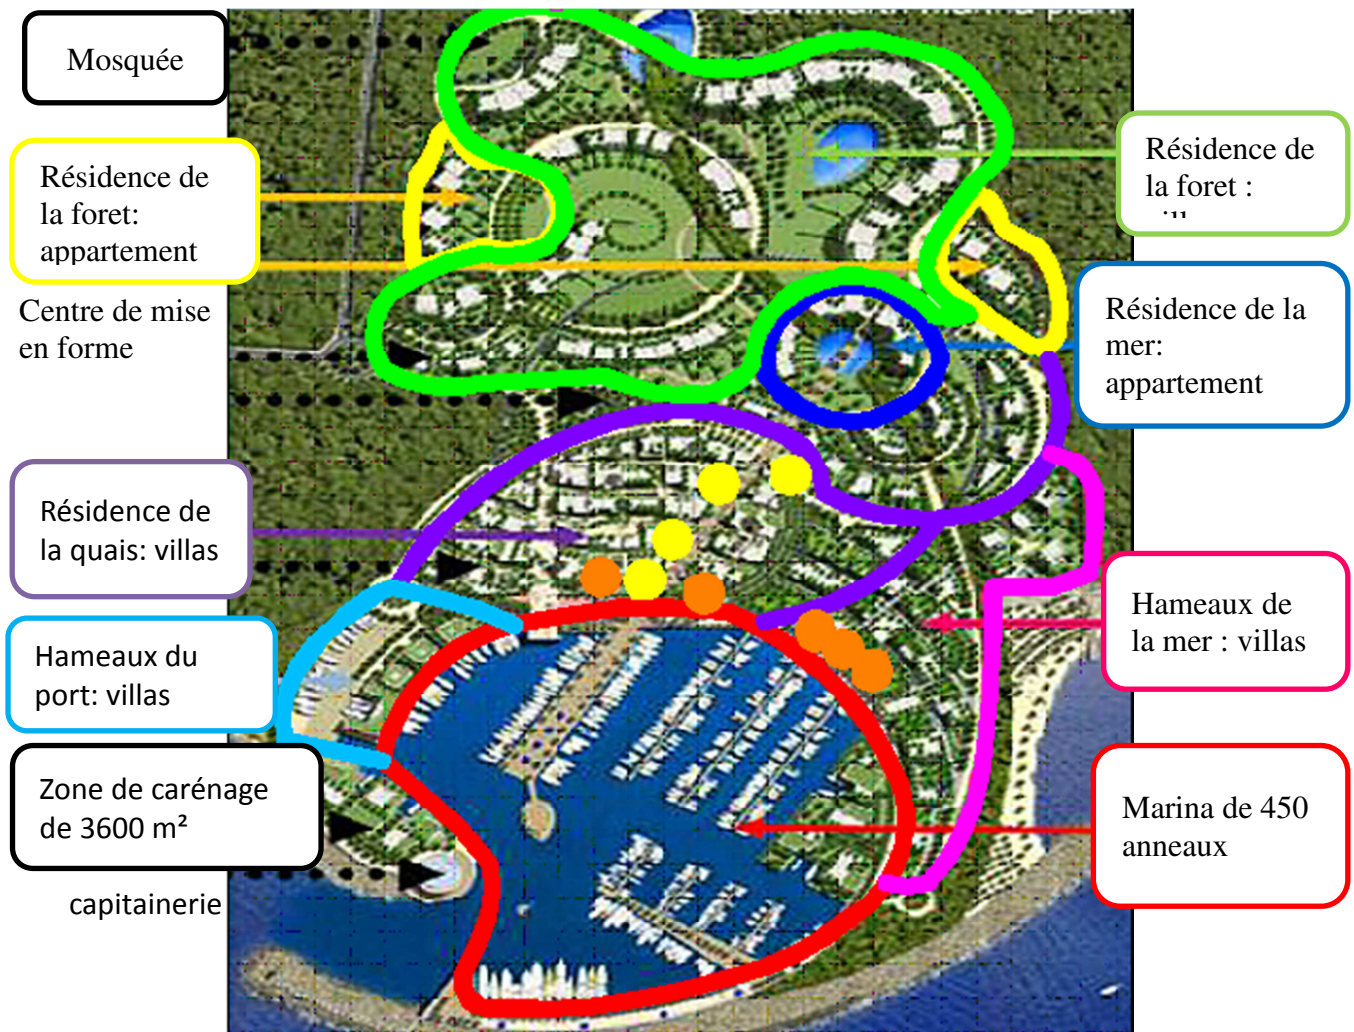 Mosquée
Résidence de
la foret:
appartement
Centre de mise
en forme
Résidence de
la quais: villas
Hameaux du
port: villas
Zone de carénage
de 3600 m²
capitainerie
Résidence de
la foret :
Résidence de la
mer:
appartement
Hameaux de
la mer : villas
Marina de 450
anneaux